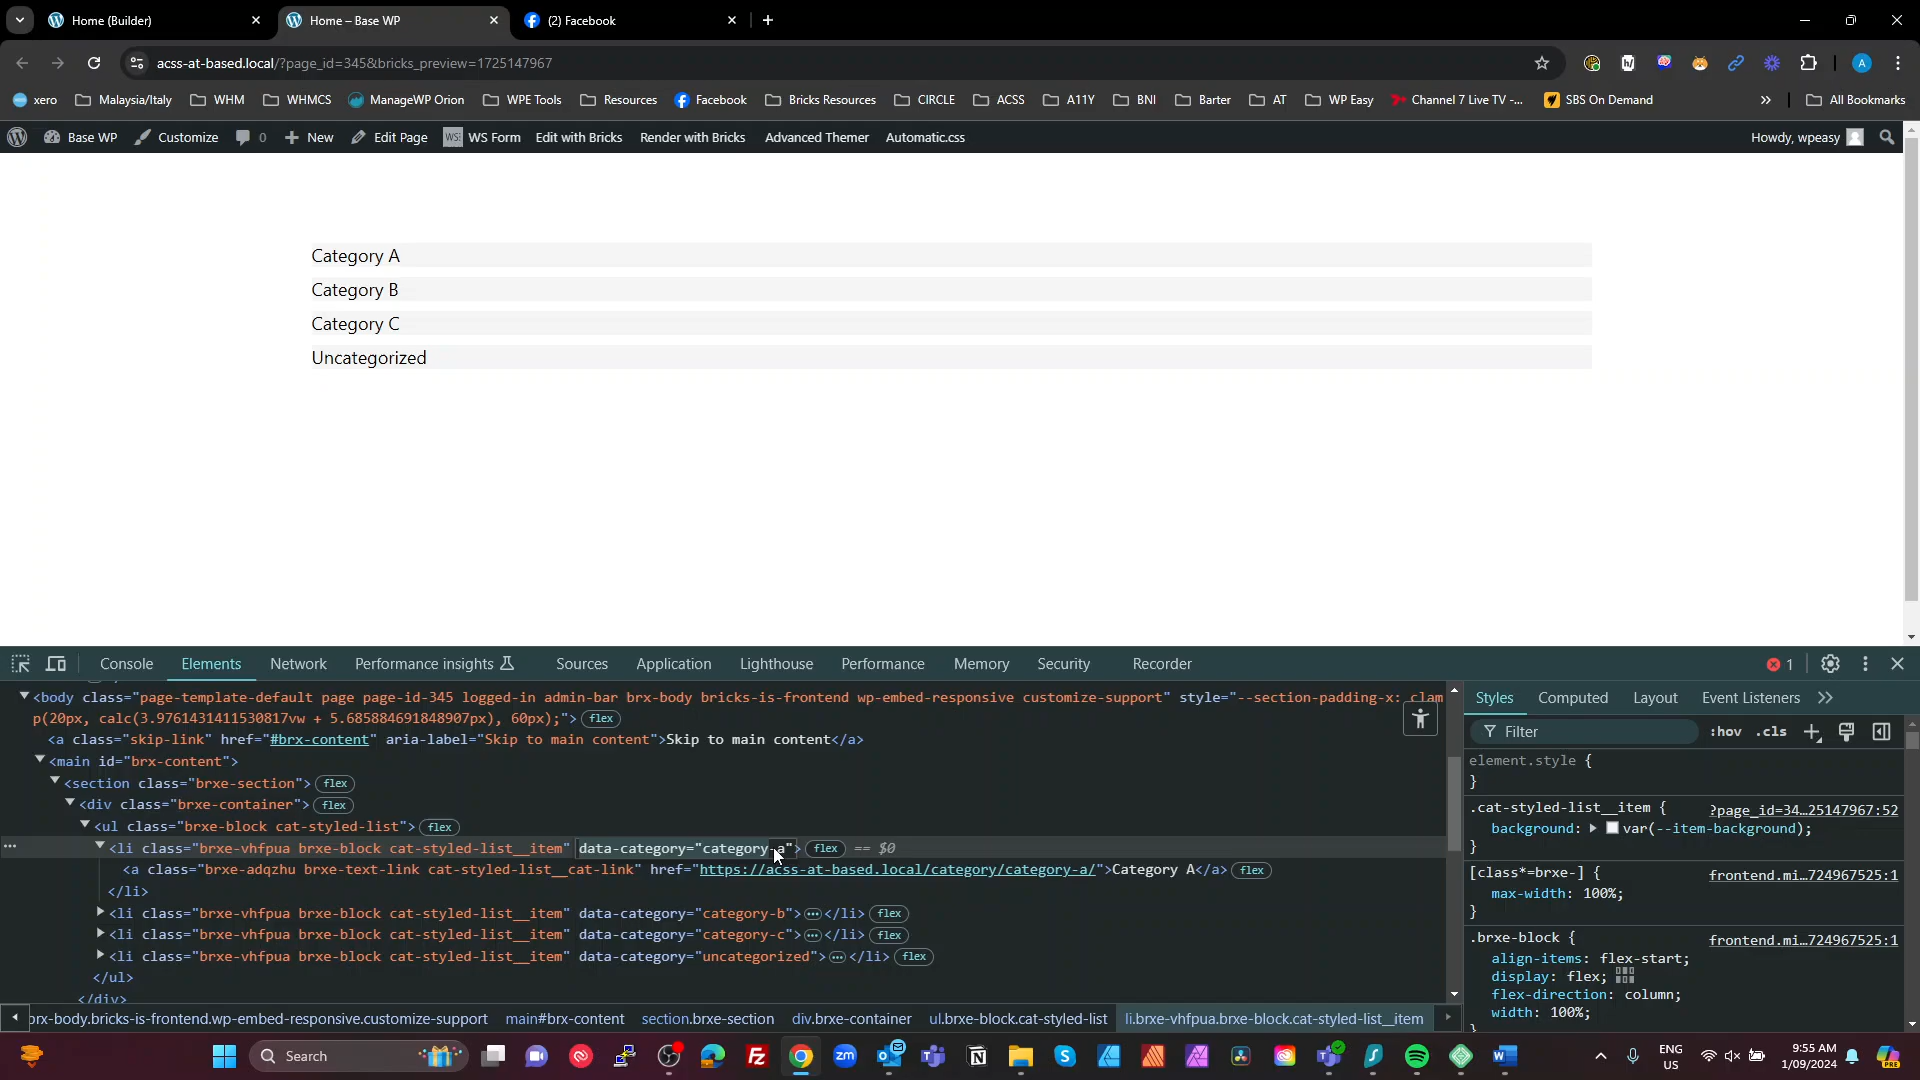 Home (Builder)
Home – Base WP
(2) Facebook
acss-at-based.local/?page_id=345&bricks_preview=1725147967
A
xero
Malaysia/Italy
WHM
WHMCS
ManageWP Orion
WPE Tools
Resources
Facebook
Bricks Resources
CIRCLE
ACSS
A11Y
BNI
Barter
AT
WP Easy
Channel 7 Live TV -...
SBS On Demand
»
All Bookmarks
Base WP
Customize
0
New
Edit Page
WS Form
Edit with Bricks
Render with Bricks
Advanced Themer
Automatic.css
Howdy, wpeasy
Category A
Category B
Category C
Uncategorized
Console
Elements
Network
Performance insights
Sources
Application
Lighthouse
Performance
Memory
Security
Recorder
1
<body class="page-template-default page page-id-345 logged-in admin-bar brx-body bricks-is-frontend wp-embed-responsive customize-support" style="--section-padding-x: clam
p(20px, calc(3.9761431411530817vw + 5.685884691848907px), 60px);"> flex
<a class="skip-link" href="#brx-content" aria-label="Skip to main content">Skip to main content</a>
<main id="brx-content">
<section class="brxe-section"> flex
<div class="brxe-container"> flex
<ul class="brxe-block cat-styled-list"> flex
<li class="brxe-vhfpua brxe-block cat-styled-list__item" data-category="category-a"> flex == $0
<a class="brxe-adqzhu brxe-text-link cat-styled-list__cat-link" href="https://acss-at-based.local/category/category-a/">Category A</a> flex
</li>
<li class="brxe-vhfpua brxe-block cat-styled-list__item" data-category="category-b"> ⋯ </li> flex
<li class="brxe-vhfpua brxe-block cat-styled-list__item" data-category="category-c"> ⋯ </li> flex
<li class="brxe-vhfpua brxe-block cat-styled-list__item" data-category="uncategorized"> ⋯ </li> flex
</ul>
</div>
brx-body.bricks-is-frontend.wp-embed-responsive.customize-support
main#brx-content
section.brxe-section
div.brxe-container
ul.brxe-block.cat-styled-list
li.brxe-vhfpua.brxe-block.cat-styled-list__item
Styles
Computed
Layout
Event Listeners
»
Filter
:hov
.cls
element.style {
}
.cat-styled-list__item { ?page_id=34…25147967:52
background: var(--item-background);
}
[class*=brxe-] { frontend.mi…724967525:1
max-width: 100%;
}
.brxe-block { frontend.mi…724967525:1
align-items: flex-start;
display: flex;
flex-direction: column;
width: 100%;
}
Search
zm
ENG
US
9:55 AM
1/09/2024
PRE